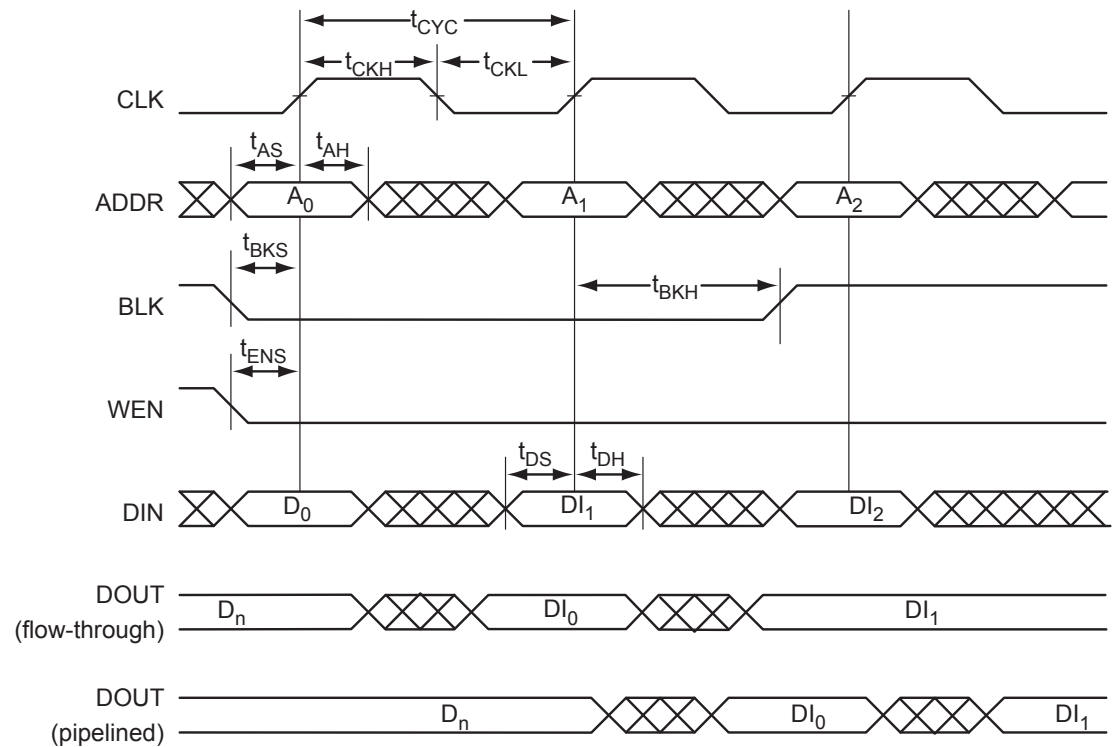 tCYC
tCKH tCKL
CLK
tAS tAH
ADDR A0 A1 A2
tBKS
BLK tBKH
tENS
WEN
tDS tDH
DIN D0 DI1 DI2
DOUT
(flow-through) Dn DI0 DI1
DOUT
(pipelined) Dn DI0 DI1